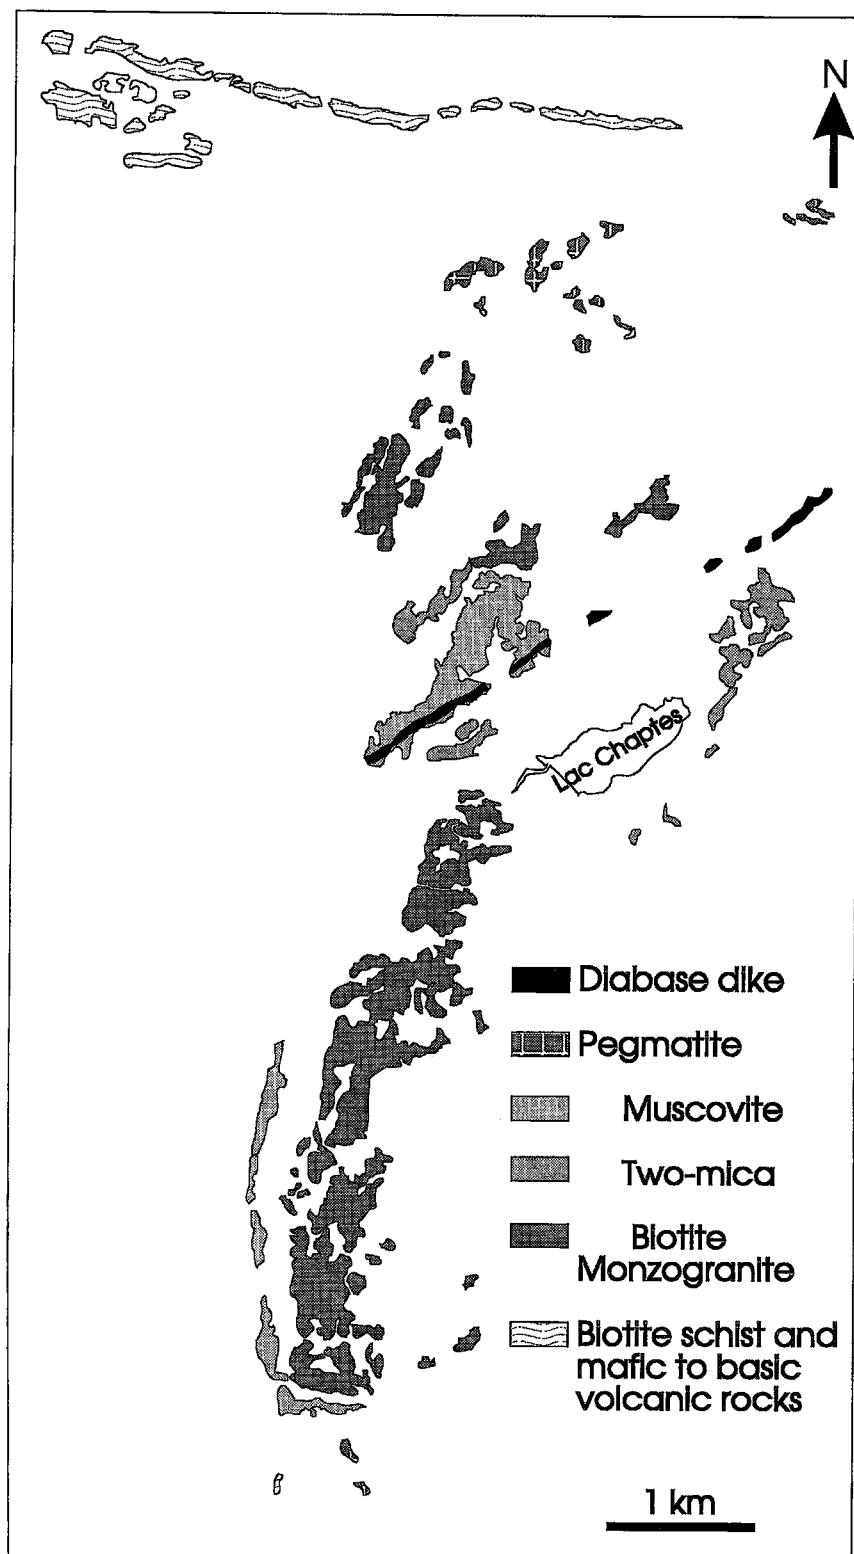 N
Lac Chaptes
Diabase dike
Pegmatite
Muscovite
Two-mica
Biotite
Monzogranite
Biotite schist and
mafic to basic
volcanic rocks
1 km